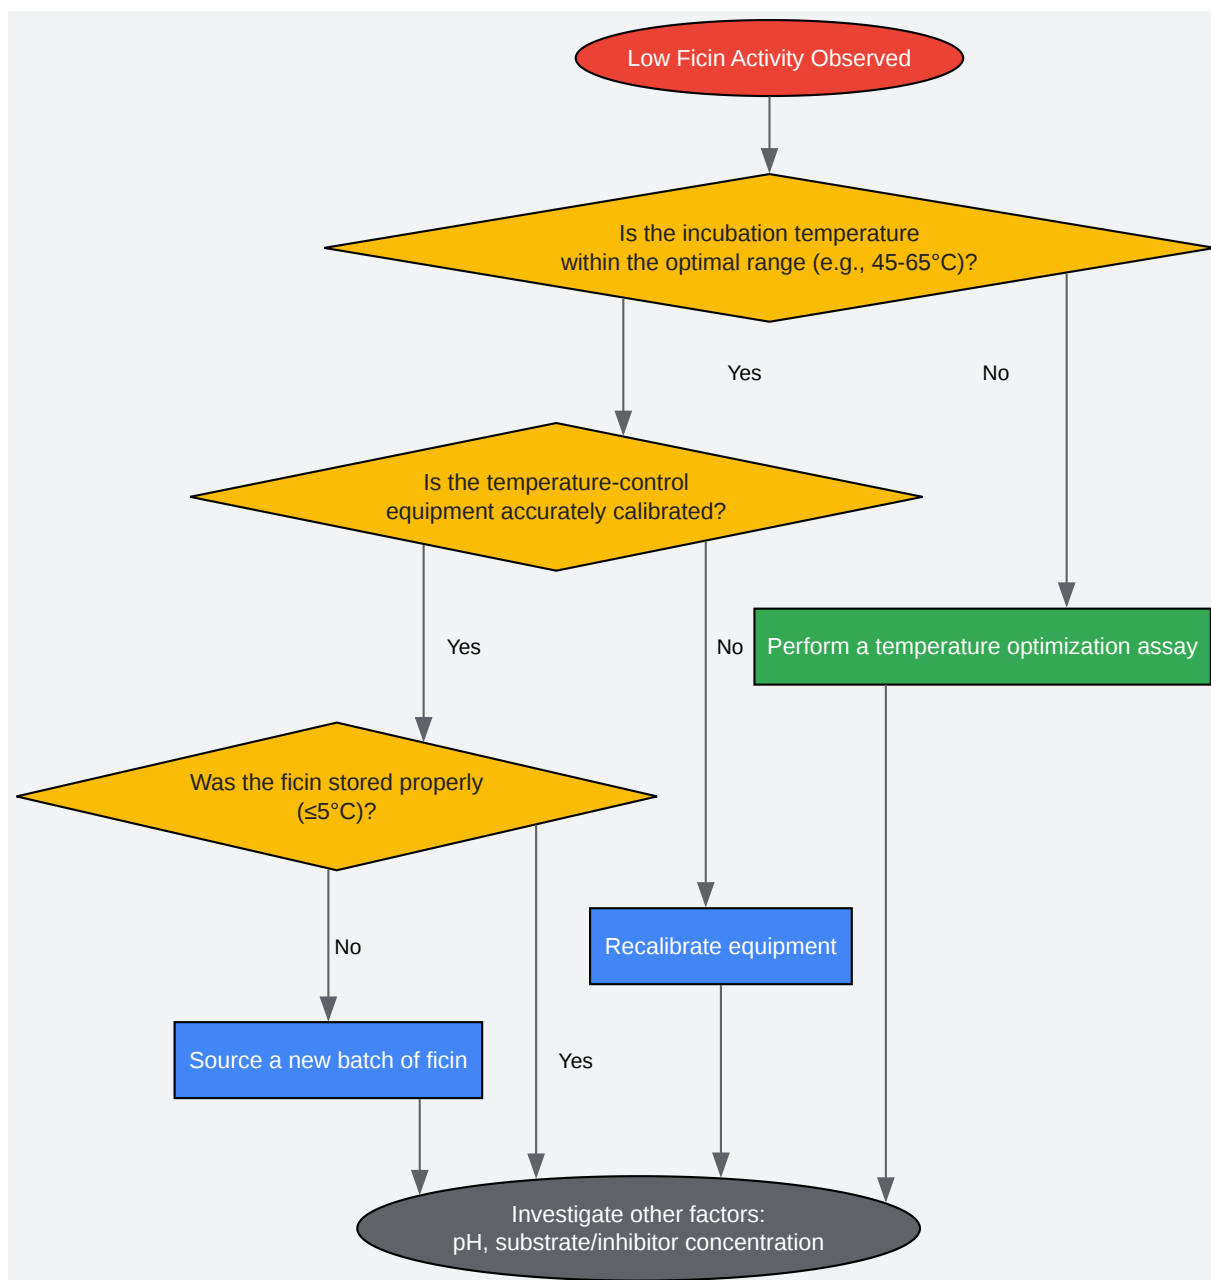 Low Ficin Activity Observed
Is the incubation temperature
within the optimal range (e.g., 45-65°C)?
Yes
No
Is the temperature-control
equipment accurately calibrated?
Yes
No
Perform a temperature optimization assay
Was the ficin stored properly
(≤5°C)?
No
Recalibrate equipment
Source a new batch of ficin
Yes
Investigate other factors:
pH, substrate/inhibitor concentration